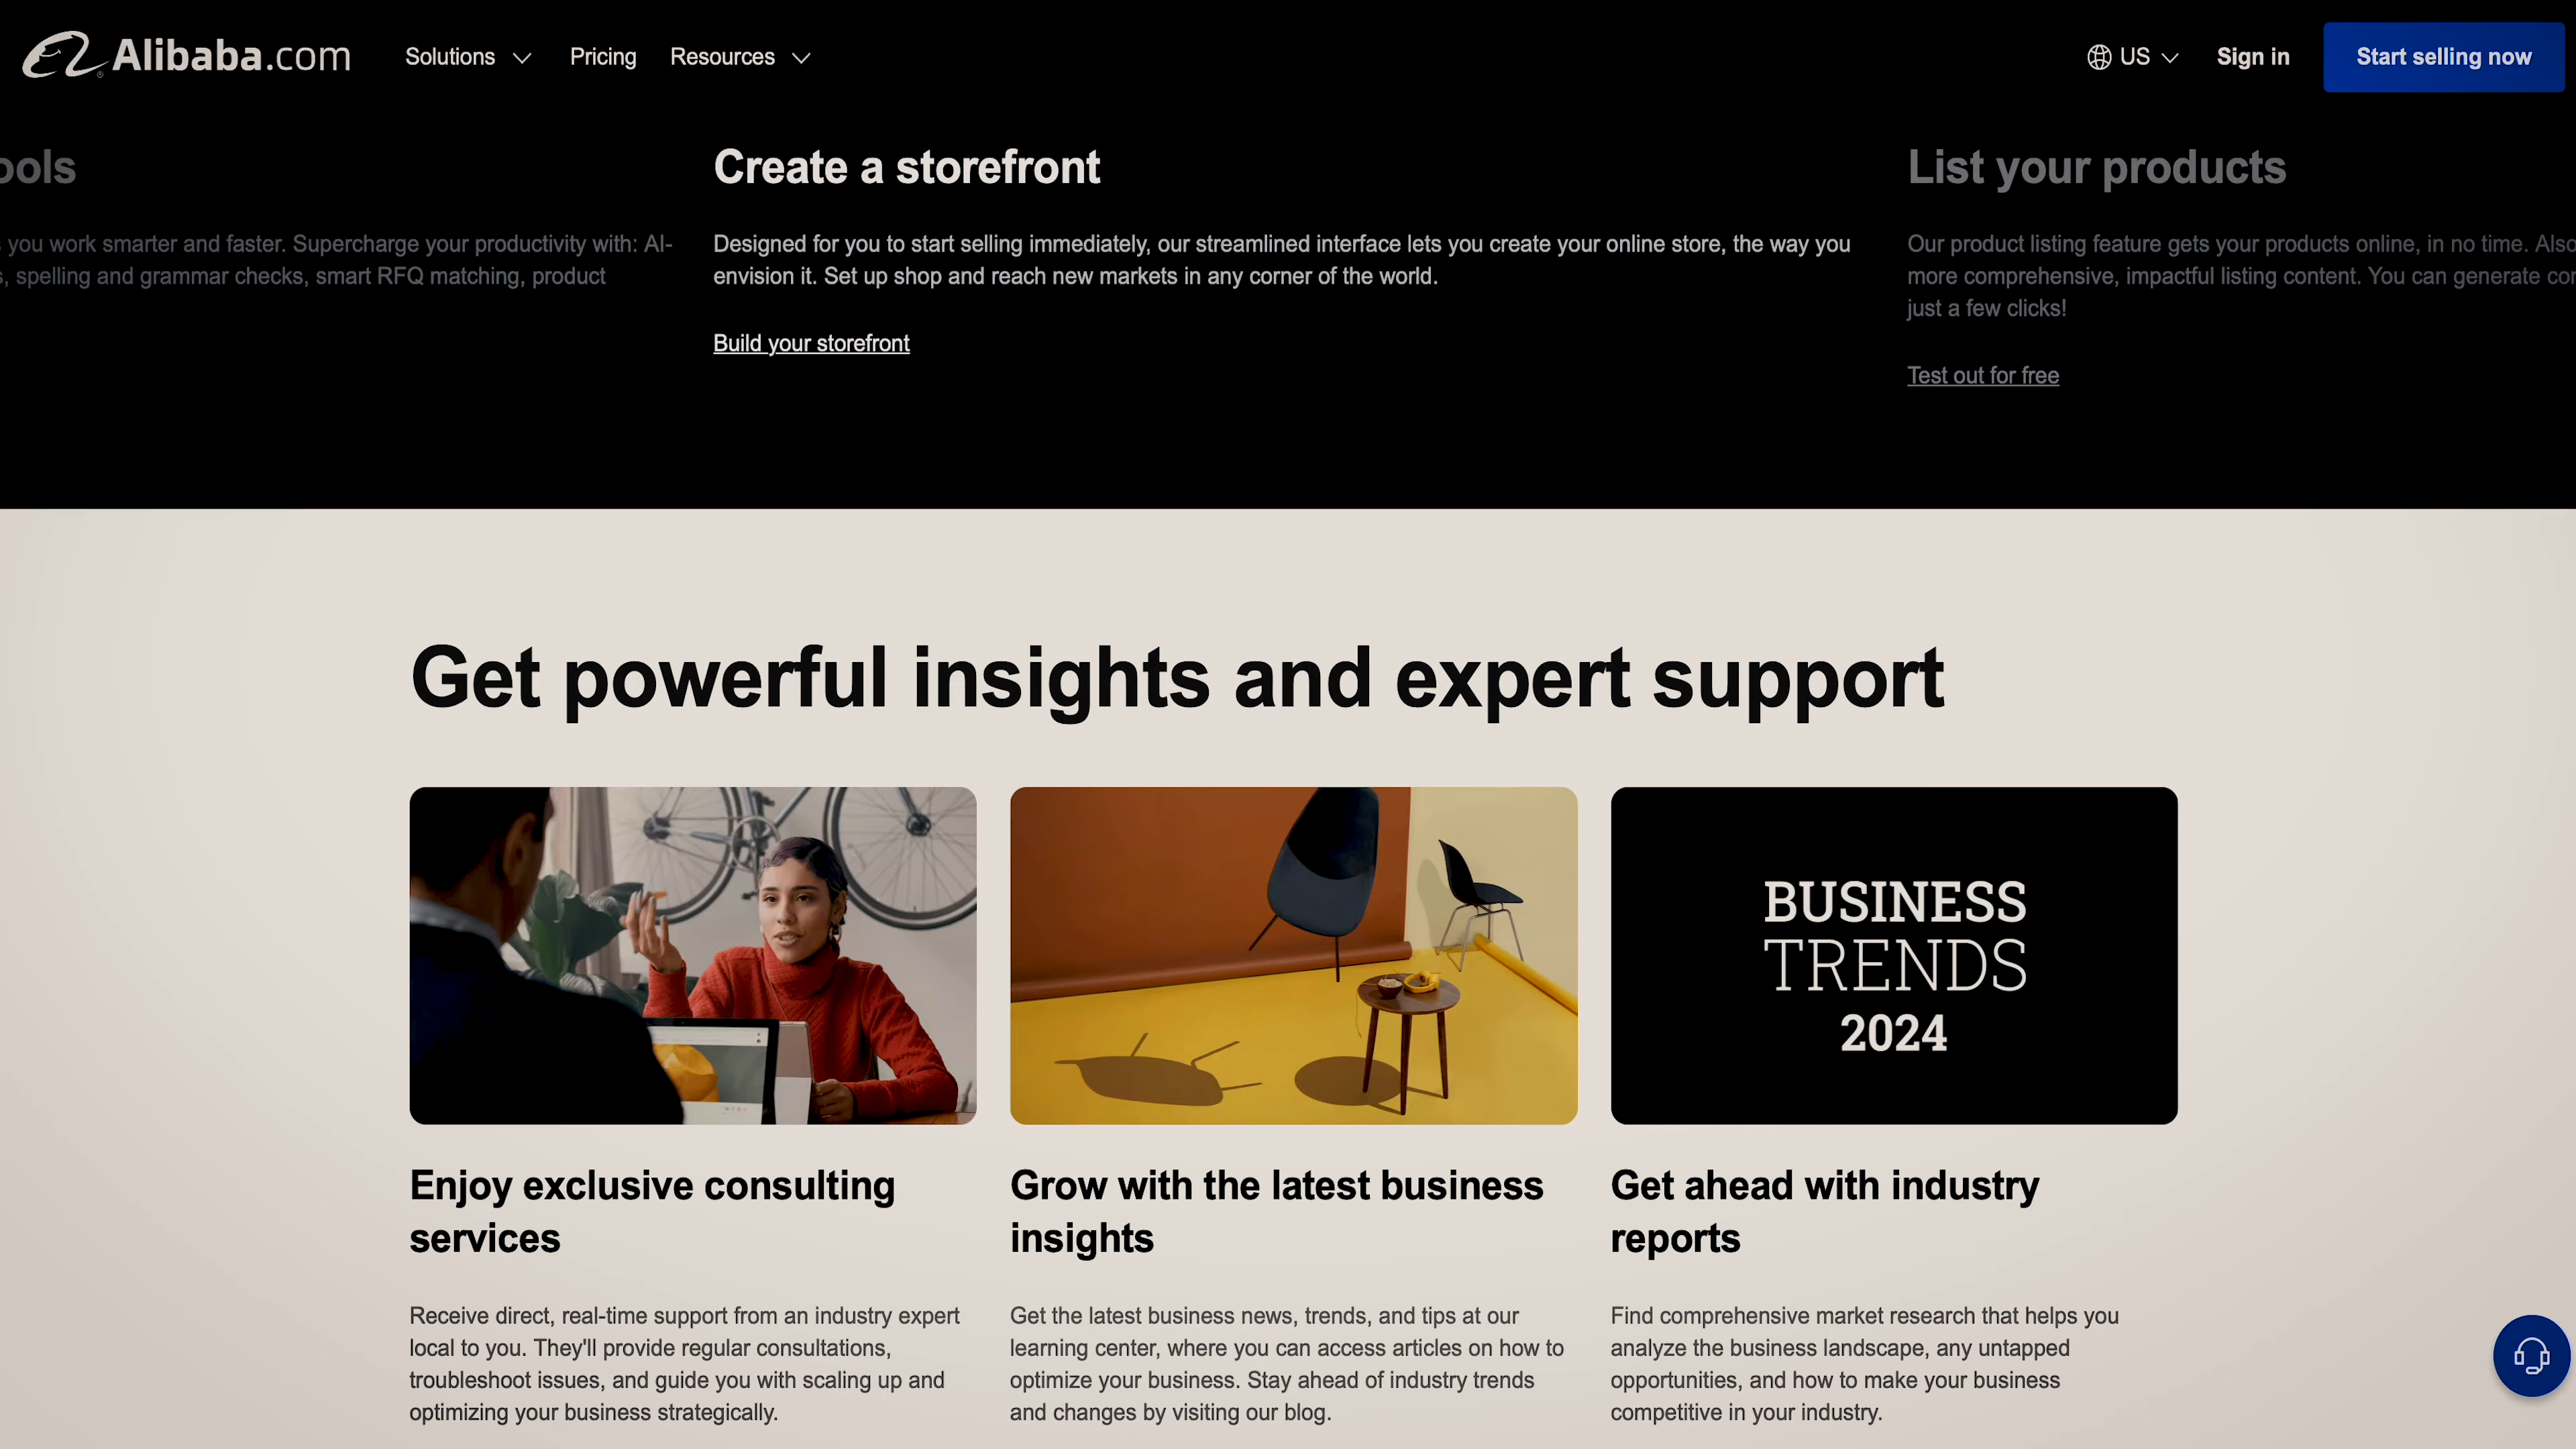 Alibaba.com
Solutions
Pricing
Resources
US
Sign in
Start selling now
you work smarter and faster. Supercharge your productivity with: AI-
spelling and grammar checks, smart RFQ matching, product
Create a storefront
Designed for you to start selling immediately, our streamlined interface lets you create your online store, the way you
envision it. Set up shop and reach new markets in any corner of the world.
Build your storefront
List your products
Our product listing feature gets your products online, in no time. Also
more comprehensive, impactful listing content. You can generate
just a few clicks!
Test out for free
Get powerful insights and expert support
BUSINESS
TRENDS
2024
Enjoy exclusive consulting
services
Receive direct, real-time support from an industry expert
local to you. They'll provide regular consultations,
troubleshoot issues, and guide you with scaling up and
optimizing your business strategically.
Grow with the latest business
insights
Get the latest business news, trends, and tips at our
learning center, where you can access articles on how to
optimize your business. Stay ahead of industry trends
and changes by visiting our blog.
Get ahead with industry
reports
Find comprehensive market research that helps you
analyze the business landscape, any untapped
opportunities, and how to make your business
competitive in your industry.